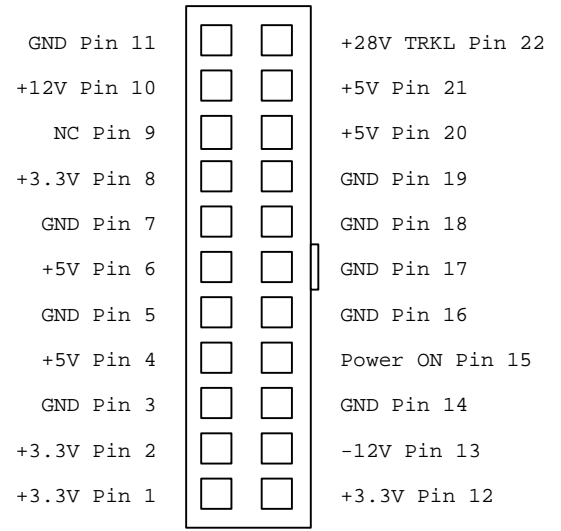 GND Pin 11 +28V TRKL Pin 22
+12V Pin 10 +5V Pin 21
NC Pin 9 +5V Pin 20
+3.3V Pin 8 GND Pin 19
GND Pin 7 GND Pin 18
+5V Pin 6 GND Pin 17
GND Pin 5 GND Pin 16
+5V Pin 4 Power ON Pin 15
GND Pin 3 GND Pin 14
+3.3V Pin 2 -12V Pin 13
+3.3V Pin 1 +3.3V Pin 12